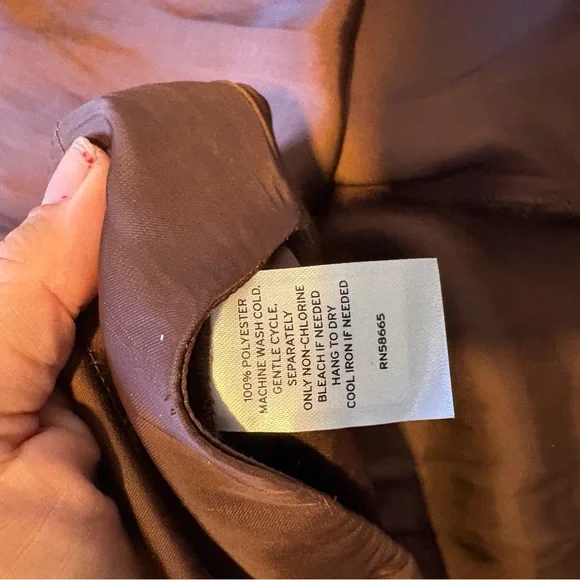 100% POLYESTER
MACHINE WASH COLD,
GENTLE CYCLE,
SEPARATELY
ONLY NON-CHLORINE
BLEACH IF NEEDED
HANG TO DRY
COOL IRON IF NEEDED
RN58665